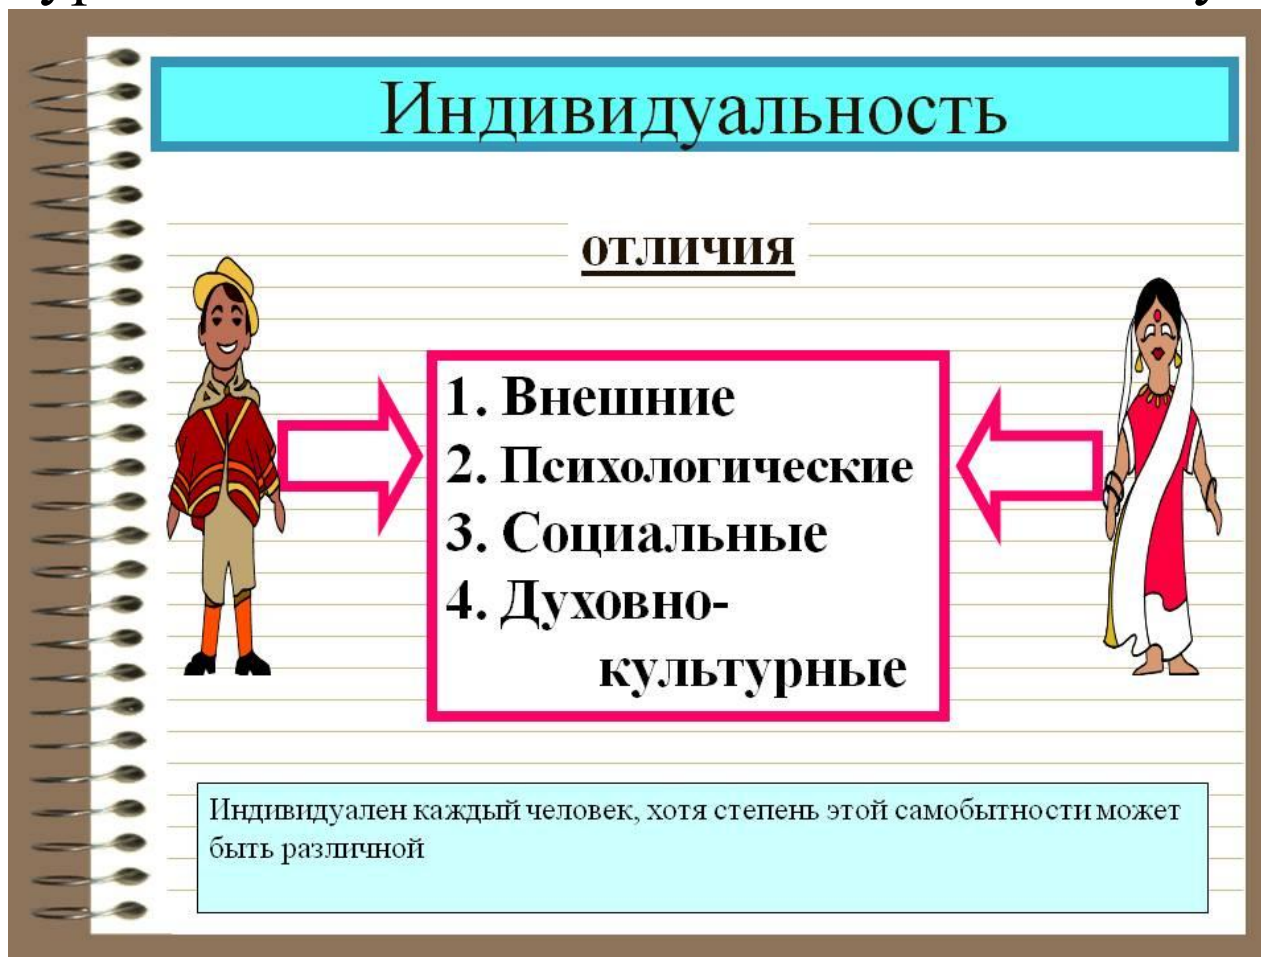 Индивидуальность
отличия
1. Внешние
2. Психологические
3. Социальные
4. Духовно-
культурные
Индивидуален каждый человек, хотя степень этой самобытности может
быть различной